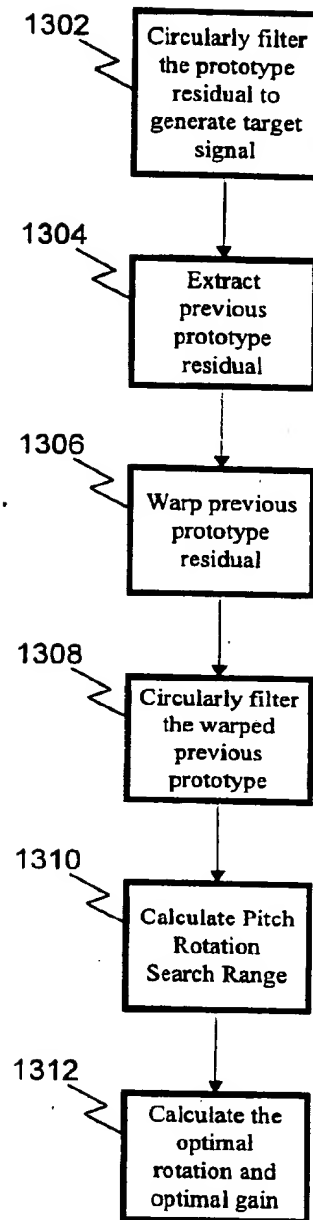 1302
Circularly filter
the prototype
residual to
generate target
signal
1304
Extract
previous
prototype
residual
1306
Warp previous
prototype
residual
1308
Circularly filter
the warped
previous
prototype
1310
Calculate Pitch
Rotation
Search Range
1312
Calculate the
optimal
rotation and
optimal gain